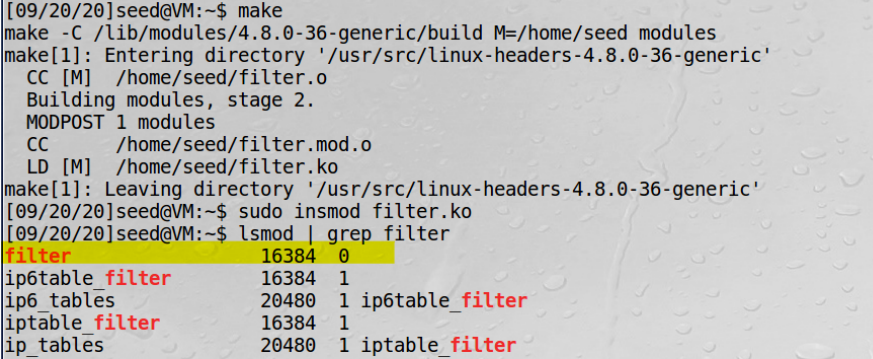 [09/20/20]seed@VM:~$ make
make -C /lib/modules/4.8.0-36-generic/build M=/home/seed modules
make[1]: Entering directory '/usr/src/linux-headers-4.8.0-36-generic'
  CC [M]  /home/seed/filter.o
  Building modules, stage 2.
  MODPOST 1 modules
  CC      /home/seed/filter.mod.o
  LD [M]  /home/seed/filter.ko
make[1]: Leaving directory '/usr/src/linux-headers-4.8.0-36-generic'
[09/20/20]seed@VM:~$ sudo insmod filter.ko
[09/20/20]seed@VM:~$ lsmod | grep filter
filter                 16384  0
ip6table_filter        16384  1
ip6_tables             20480  1 ip6table_filter
iptable_filter         16384  1
ip_tables              20480  1 iptable_filter